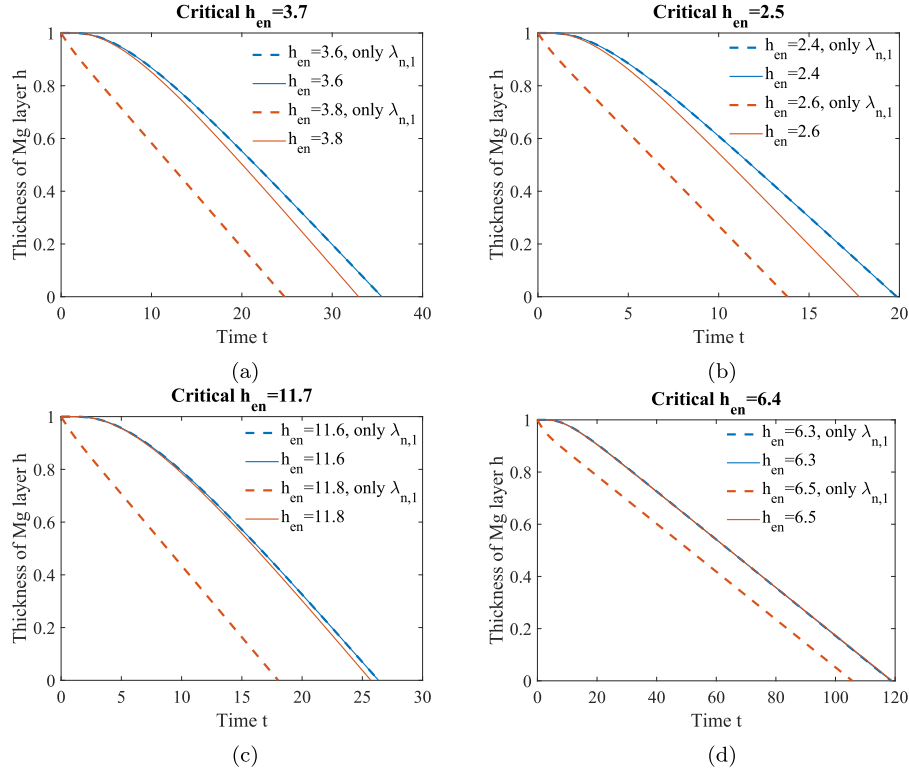 Critical h_en=3.7
Thickness of Mg layer h
1
0.8
0.6
0.4
0.2
0
h_en=3.6, only λ_n,1
h_en=3.6
h_en=3.8, only λ_n,1
h_en=3.8
0 10 20 30 40
Time t
(a)
Critical h_en=2.5
Thickness of Mg layer h
1
0.8
0.6
0.4
0.2
0
h_en=2.4, only λ_n,1
h_en=2.4
h_en=2.6, only λ_n,1
h_en=2.6
0 5 10 15 20
Time t
(b)
Critical h_en=11.7
Thickness of Mg layer h
1
0.8
0.6
0.4
0.2
0
h_en=11.6, only λ_n,1
h_en=11.6
h_en=11.8, only λ_n,1
h_en=11.8
0 5 10 15 20 25 30
Time t
(c)
Critical h_en=6.4
Thickness of Mg layer h
1
0.8
0.6
0.4
0.2
0
h_en=6.3, only λ_n,1
h_en=6.3
h_en=6.5, only λ_n,1
h_en=6.5
0 20 40 60 80 100 120
Time t
(d)